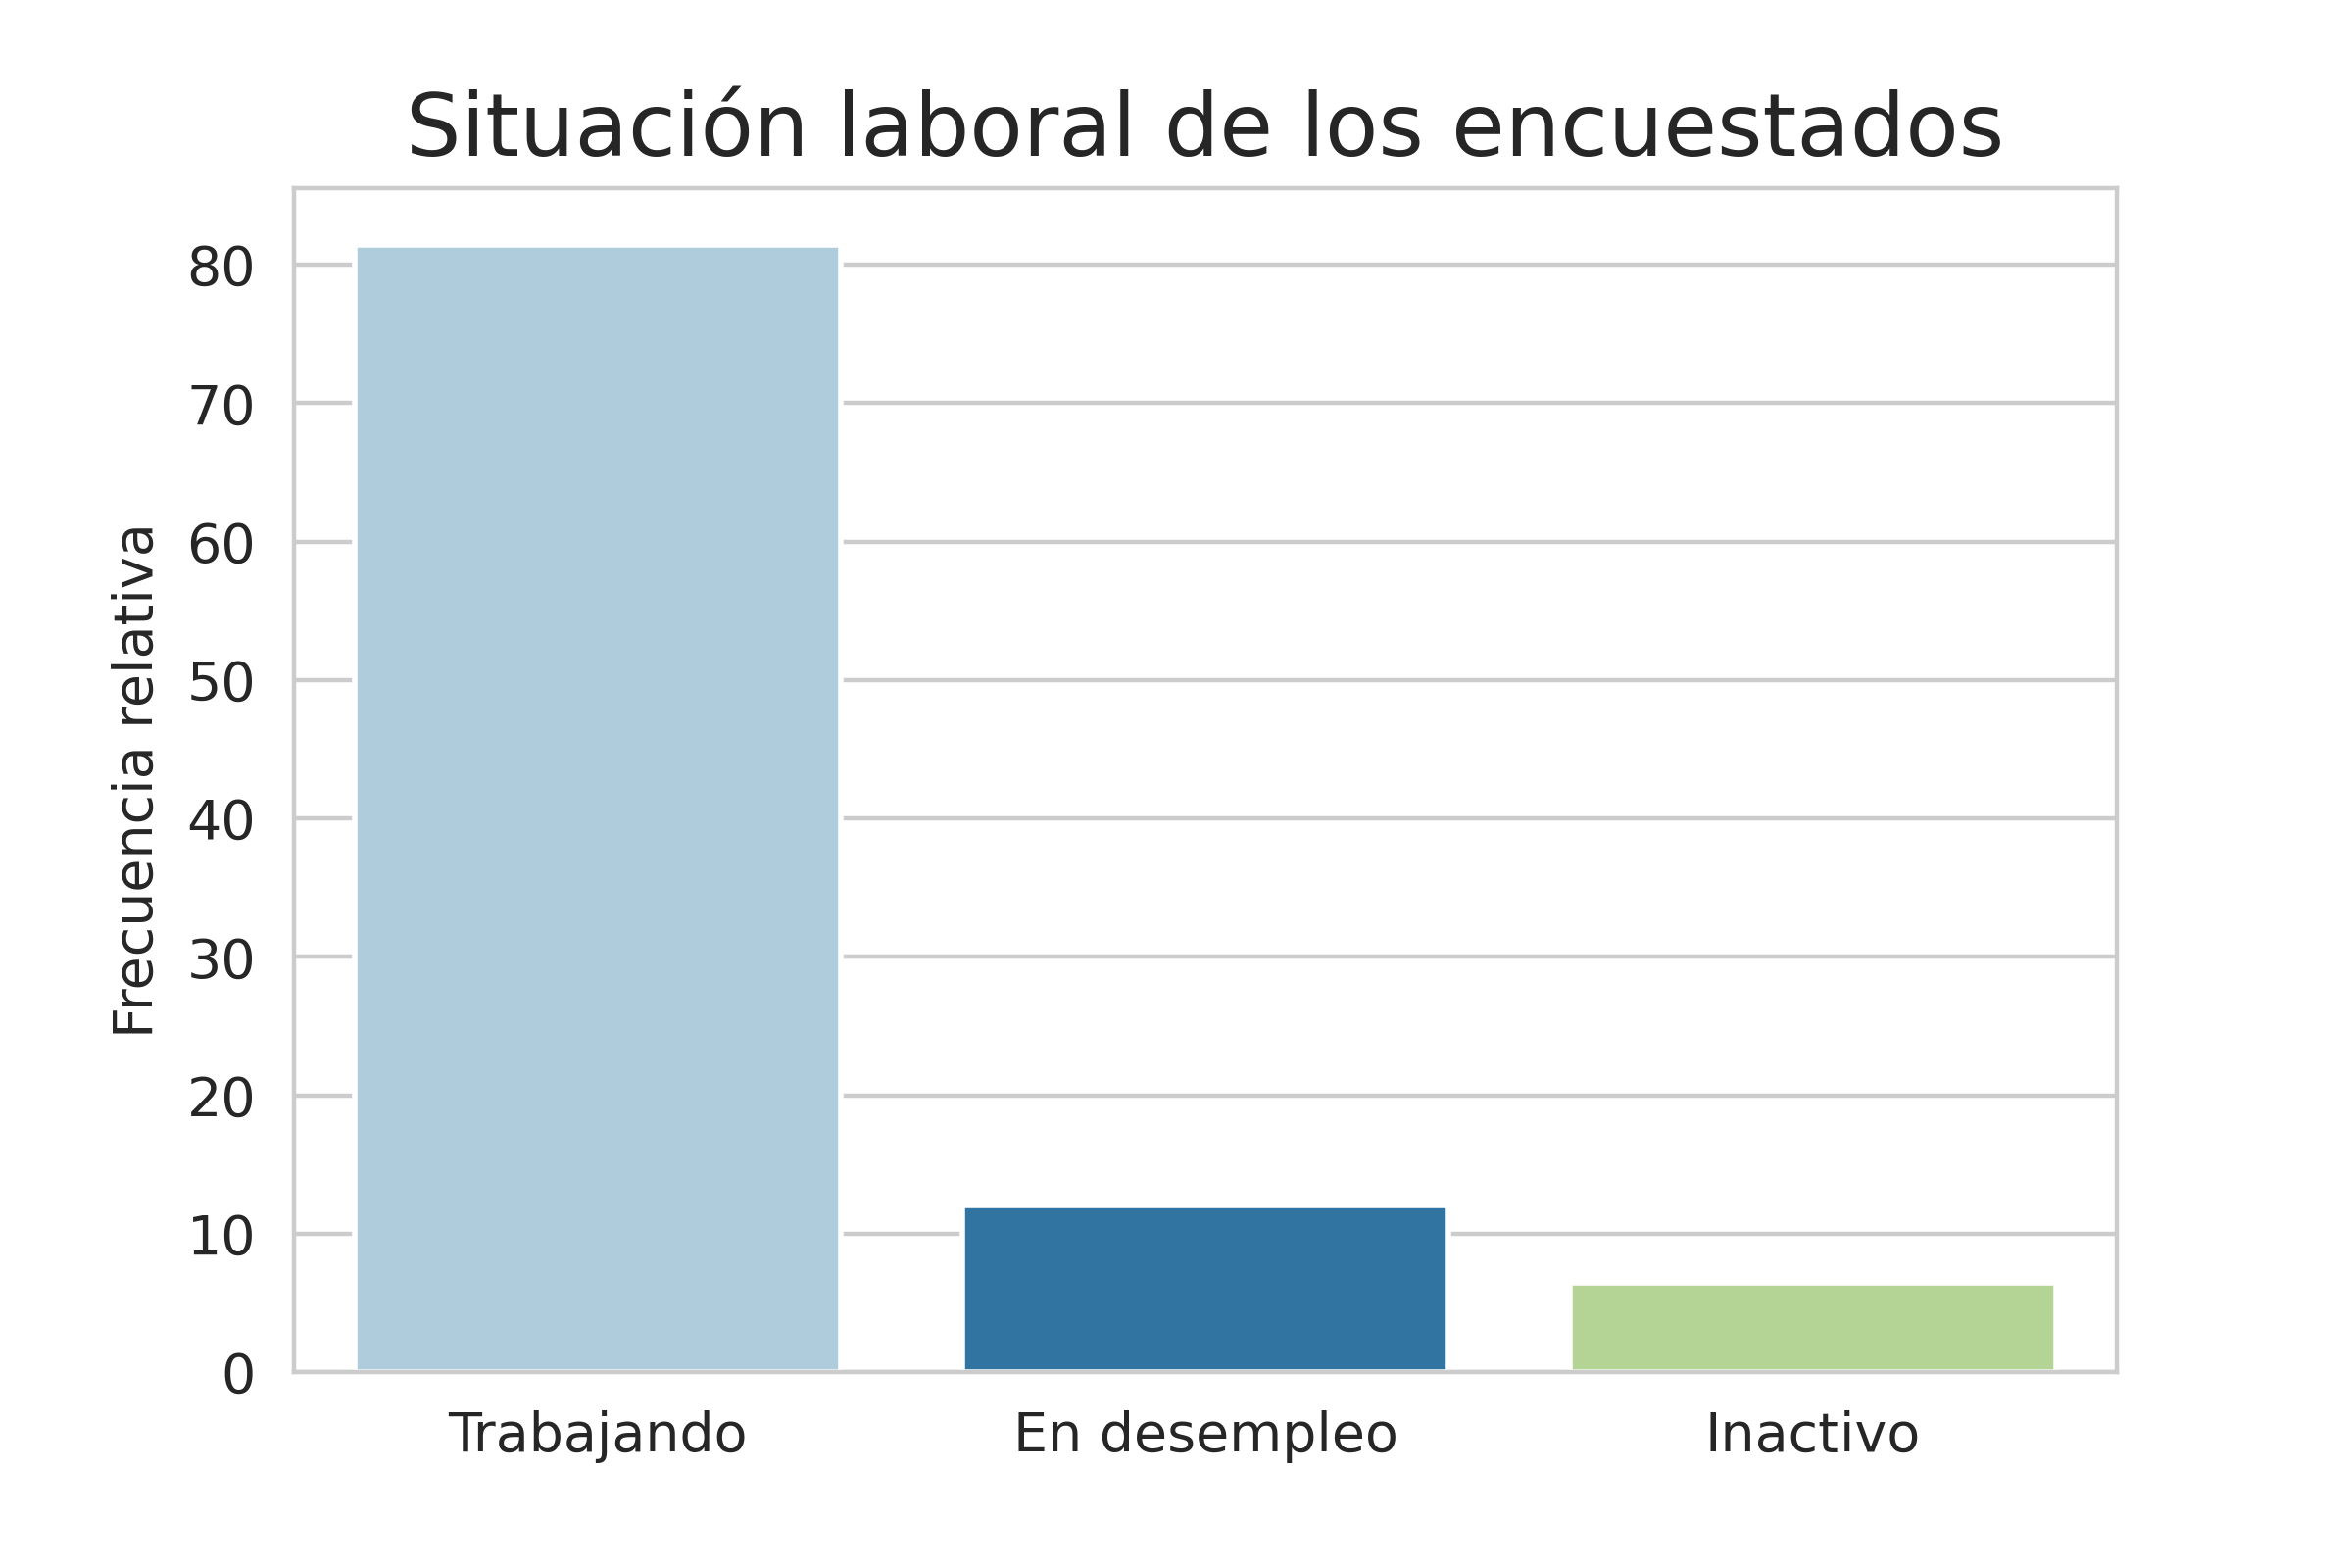 Situación laboral de los encuestados
Frecuencia relativa
80
70
60
50
40
30
20
10
0
Trabajando
En desempleo
Inactivo